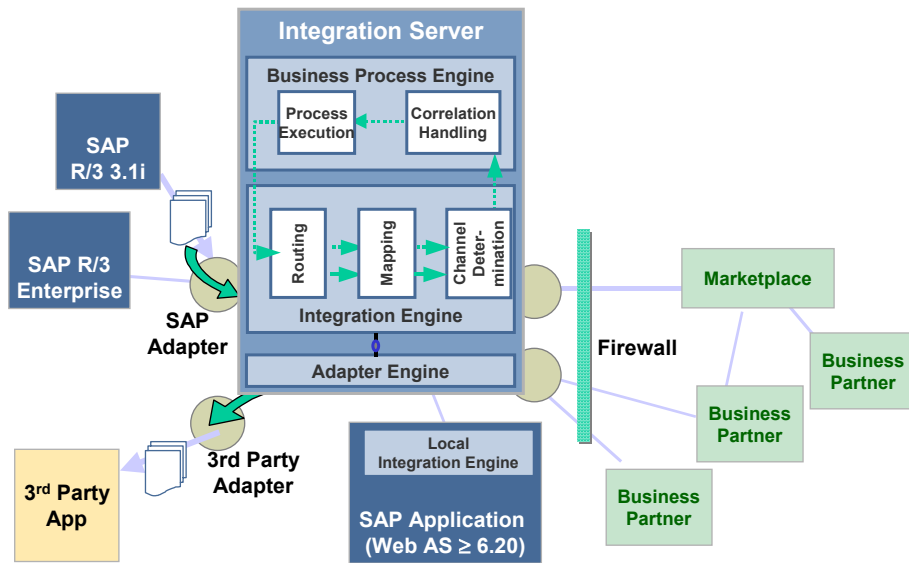 Integration Server
Business Process Engine
Process
Execution
Correlation
Handling
SAP
R/3 3.1i
SAP R/3
Enterprise
SAP
Adapter
Routing
Mapping
Channel
Deter-
mination
Integration Engine
Adapter Engine
Firewall
Marketplace
Business
Partner
Business
Partner
Business
Partner
3rd Party
Adapter
3rd Party
App
Local
Integration Engine
SAP Application
(Web AS ≥ 6.20)